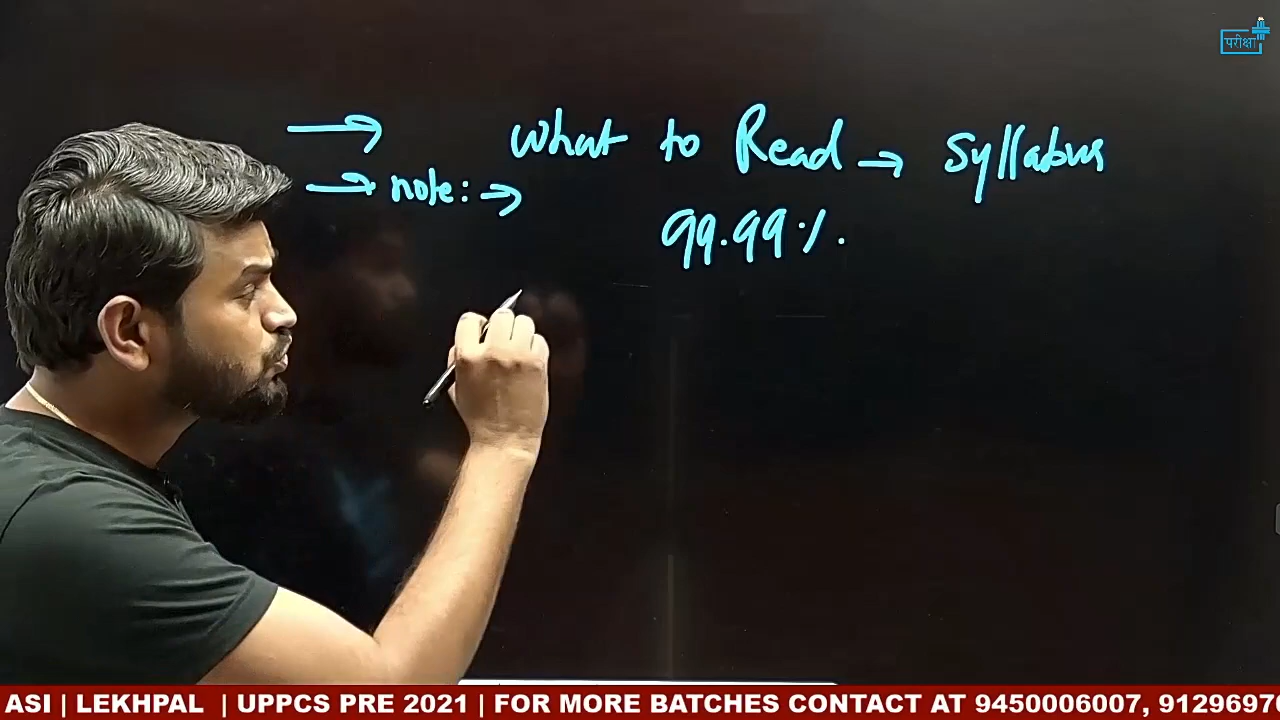 परीक्षा
→ What to Read → Syllabus
→ note: →
99.99%.
ASI | LEKHPAL | UPPCS PRE 2021 | FOR MORE BATCHES CONTACT AT 9450006007, 9129697